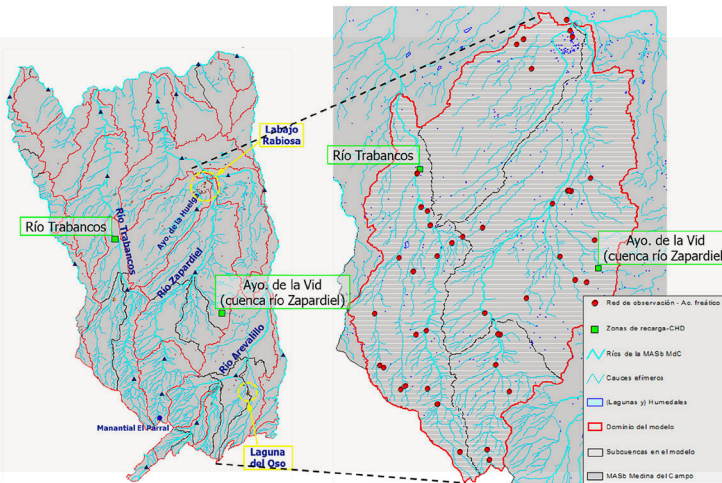 Labajo
Rabiosa
Río Trabancos
Río Trabancos
Ayo. de la Huelga
Río Zapardiel
Ayo. de la Vid
(cuenca río Zapardiel)
Río Arevalillo
Manantial El Parral
Laguna
del Oso
Río Trabancos
Ayo. de la Vid
(cuenca río Zapardiel)
Red de observación - Ac. freático
Zonas de recarga-CHD
Ríos de la MASb MdC
Cauces efímeros
(Lagunas y) Humedales
Dominio del modelo
Subcuencas en el modelo
MASb Medina del Campo